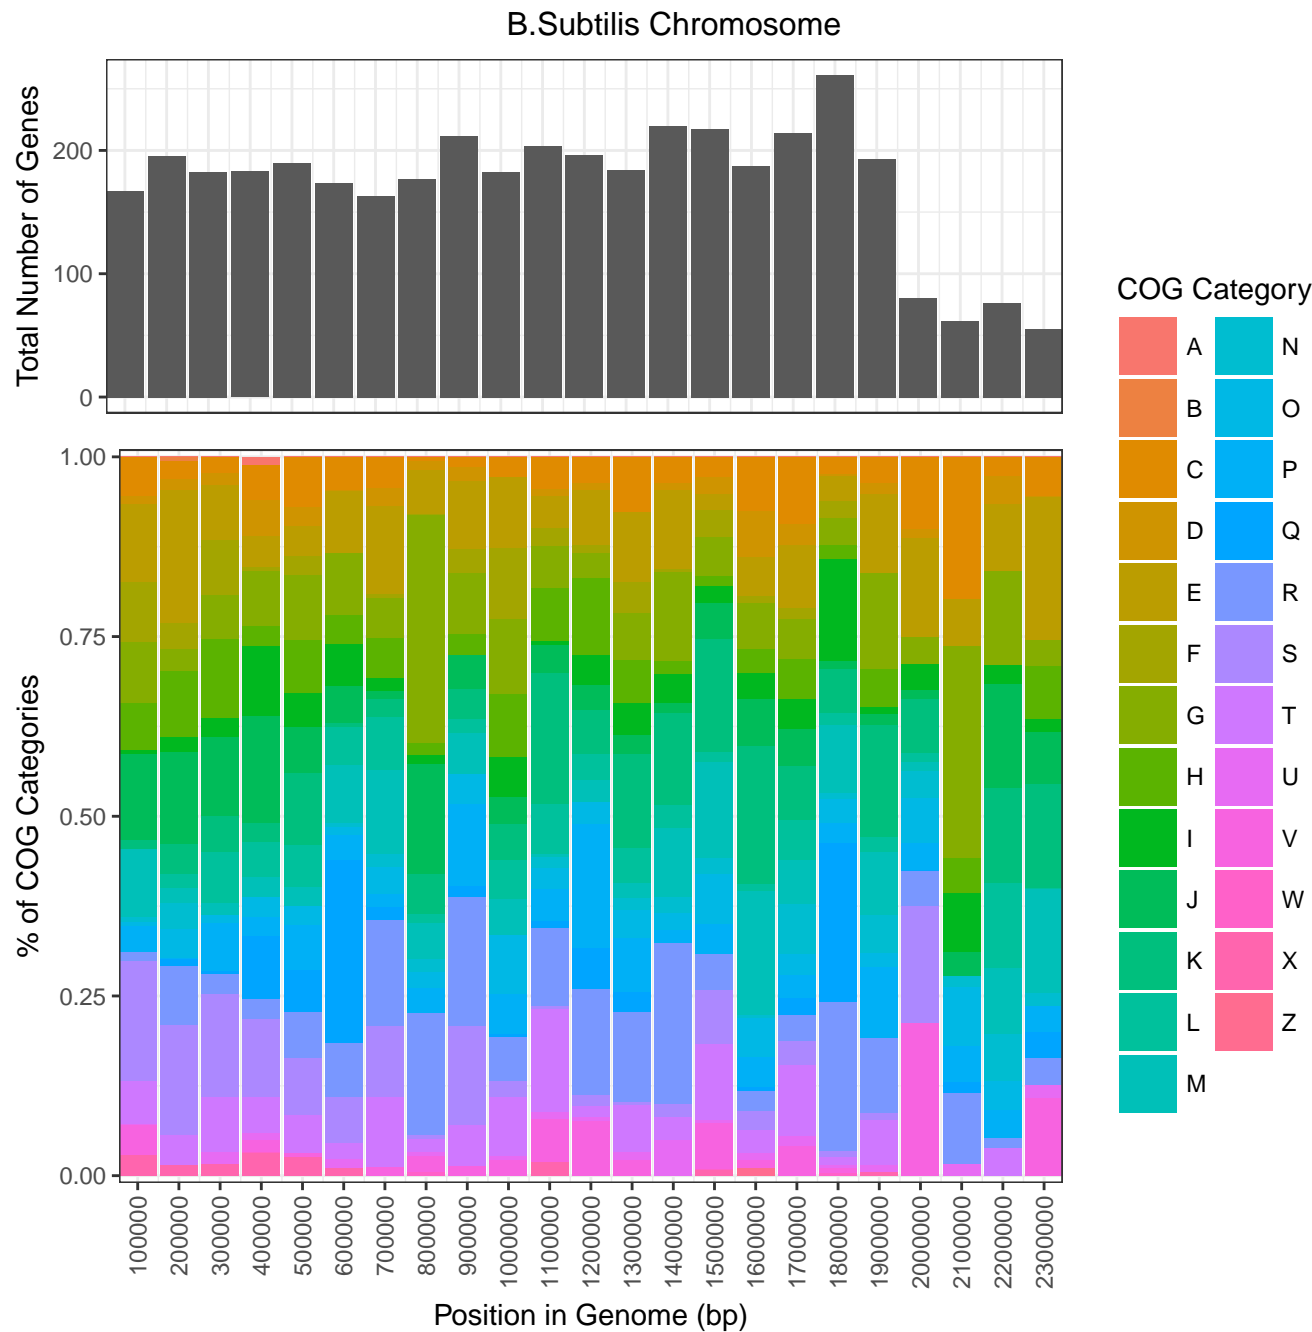 B.Subtilis Chromosome
Total Number of Genes
200
100
0
% of COG Categories
1.00
0.75
0.50
0.25
0.00
100000
200000
300000
400000
500000
600000
700000
800000
900000
1000000
1100000
1200000
1300000
1400000
1500000
1600000
1700000
1800000
1900000
2000000
2100000
2200000
2300000
Position in Genome (bp)
COG Category
A
B
C
D
E
F
G
H
I
J
K
L
M
N
O
P
Q
R
S
T
U
V
W
X
Z